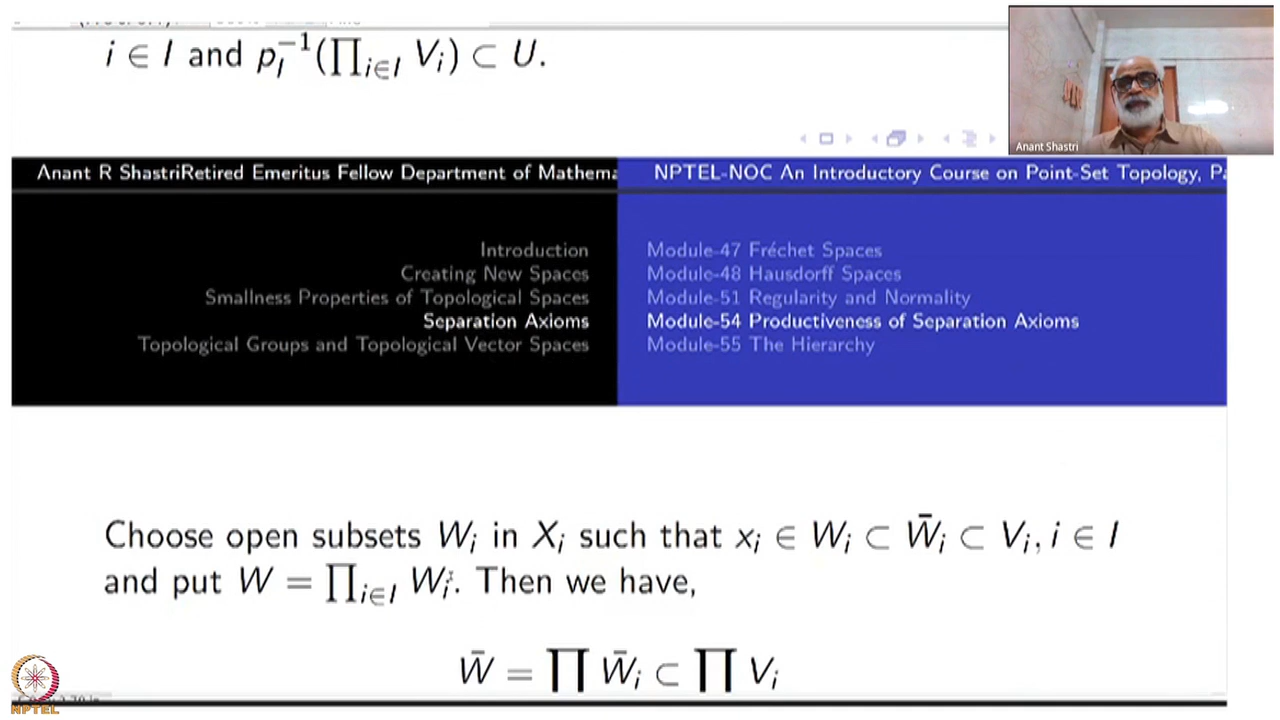 i ∈ I and p_I^{-1}(∏_{i∈I} V_i) ⊂ U.
Anant Shastri
Anant R ShastriRetired Emeritus Fellow Department of Mathema
NPTEL-NOC An Introductory Course on Point-Set Topology, Pa
Introduction
Creating New Spaces
Smallness Properties of Topological Spaces
Separation Axioms
Topological Groups and Topological Vector Spaces
Module-47 Fréchet Spaces
Module-48 Hausdorff Spaces
Module-51 Regularity and Normality
Module-54 Productiveness of Separation Axioms
Module-55 The Hierarchy
Choose open subsets W_i in X_i such that x_i ∈ W_i ⊂ W̄_i ⊂ V_i, i ∈ I
and put W = ∏_{i∈I} W_i. Then we have,
W̄ = ∏ W̄_i ⊂ ∏ V_i
NPTEL